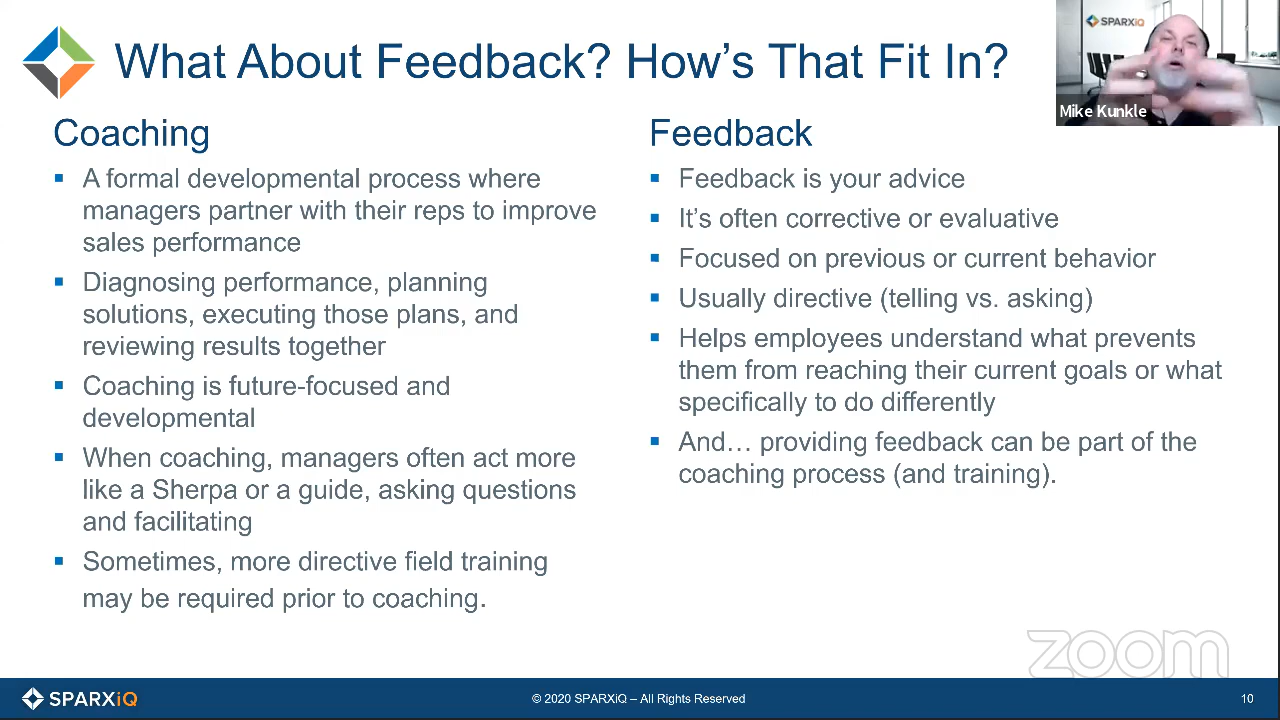 What About Feedback? How's That Fit In?
SPARXiQ
Mike Kunkle
Coaching
▪ A formal developmental process where
managers partner with their reps to improve
sales performance
▪ Diagnosing performance, planning
solutions, executing those plans, and
reviewing results together
▪ Coaching is future-focused and
developmental
▪ When coaching, managers often act more
like a Sherpa or a guide, asking questions
and facilitating
▪ Sometimes, more directive field training
may be required prior to coaching.
Feedback
▪ Feedback is your advice
▪ It's often corrective or evaluative
▪ Focused on previous or current behavior
▪ Usually directive (telling vs. asking)
▪ Helps employees understand what prevents
them from reaching their current goals or what
specifically to do differently
▪ And… providing feedback can be part of the
coaching process (and training).
zoom
SPARXiQ
© 2020 SPARXiQ – All Rights Reserved
10